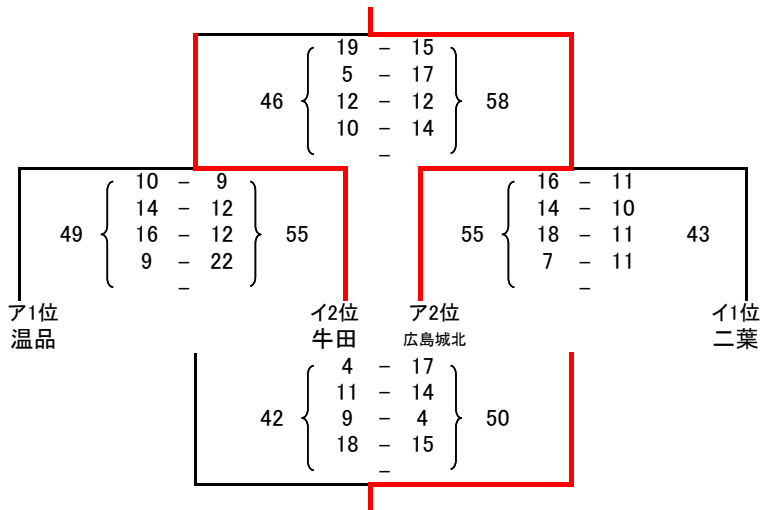 19 － 15
5 － 17
46 58
12 － 12
10 － 14
－
10 － 9
14 － 12
49 55
16 － 12
9 － 22
－
16 － 11
14 － 10
55 43
18 － 11
7 － 11
－
ア1位 イ2位 ア2位 イ1位
温品 牛田 広島城北 二葉
4 － 17
11 － 14
42 50
9 － 4
18 － 15
－